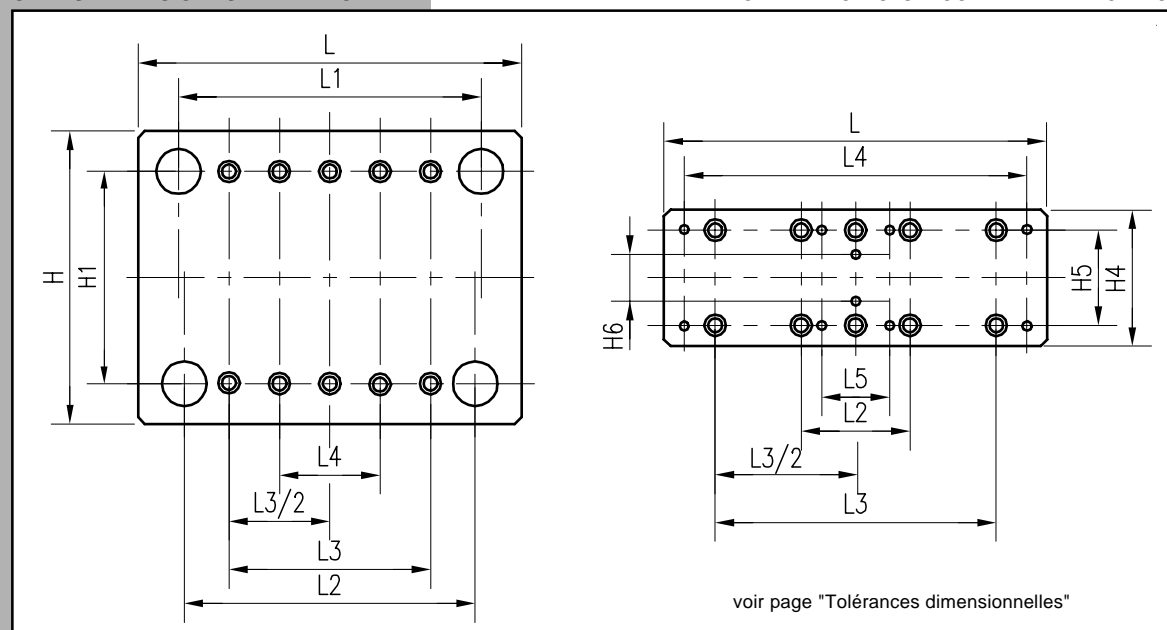 L
L1
H
H1
L4
L3/2
L3
L2
L
L4
H6
H5
H4
L5
L2
L3/2
L3
voir page "Tolérances dimensionnelles"